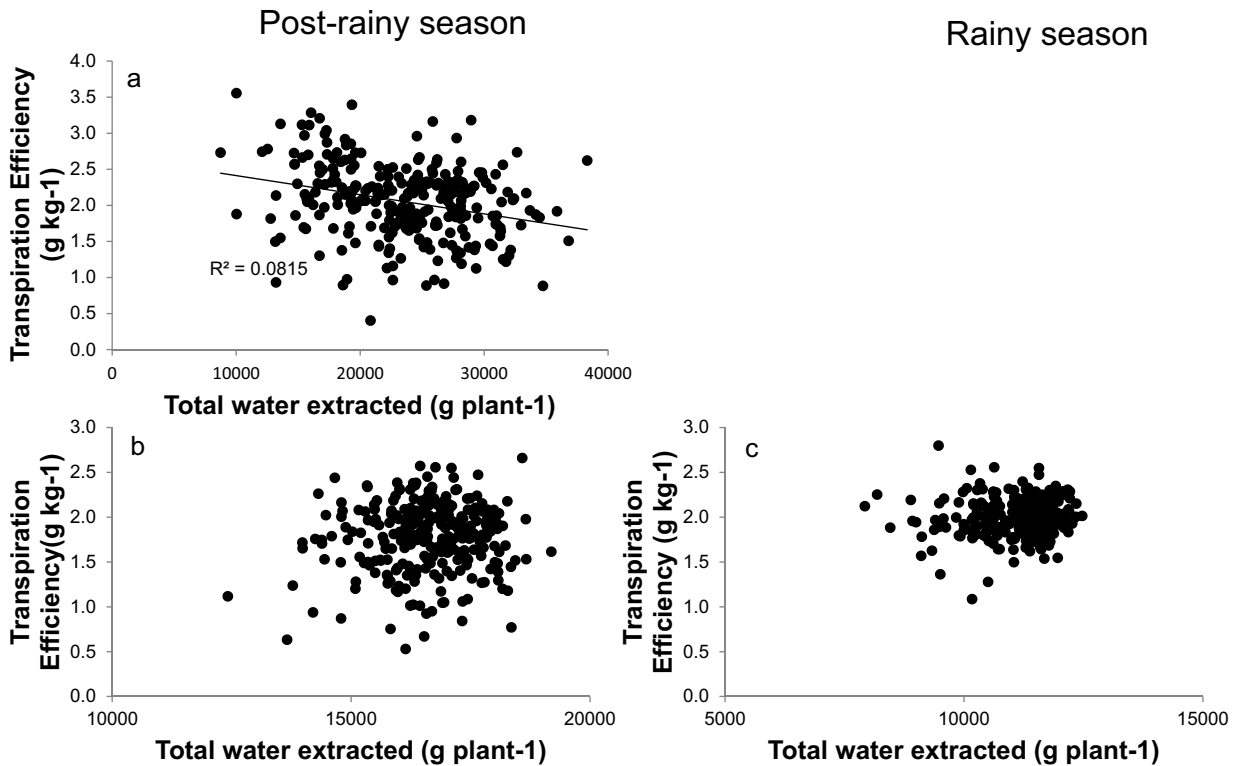 Post-rainy season
Rainy season
a
Transpiration Efficiency
(g kg-1)
4.0
3.5
3.0
2.5
2.0
1.5
1.0
0.5
0.0
R² = 0.0815
0 10000 20000 30000 40000
Total water extracted (g plant-1)
b
Transpiration
Efficiency(g kg-1)
3.0
2.5
2.0
1.5
1.0
0.5
0.0
10000 15000 20000
Total water extracted (g plant-1)
c
Transpiration
Efficiency (g kg-1)
3.0
2.5
2.0
1.5
1.0
0.5
0.0
5000 10000 15000
Total water extracted (g plant-1)